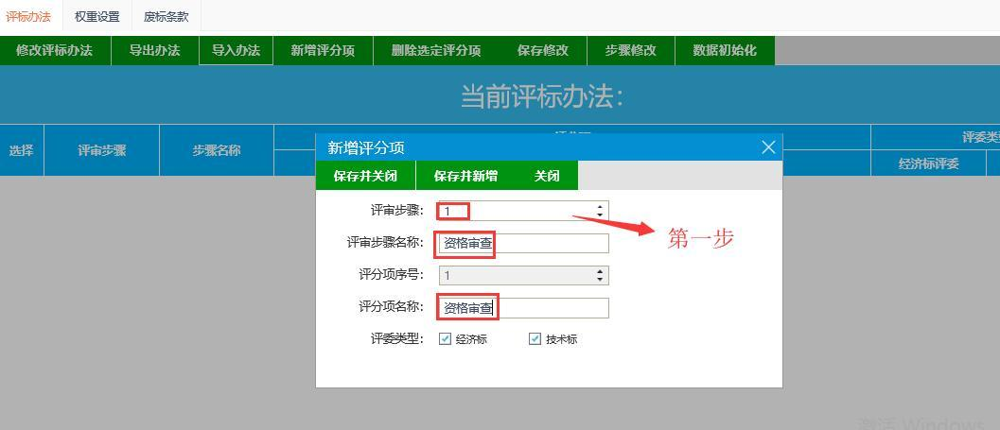 评标办法 权重设置 废标条款
修改评标办法 导出办法 导入办法 新增评分项 删除选定评分项 保存修改 步骤修改 数据初始化
当前评标办法：
选择 评审步骤 步骤名称 评委类型
经济标评委
新增评分项
保存并关闭 保存并新增 关闭
评审步骤： 1
第一步
评审步骤名称： 资格审查
评分项序号： 1
评分项名称： 资格审查
评委类型： 经济标 技术标
激活 Windows